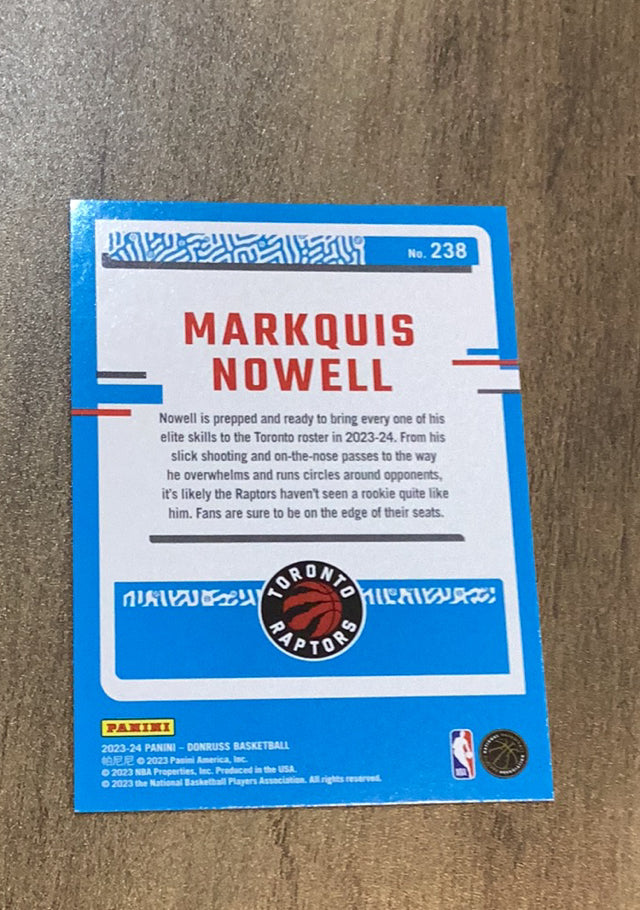 No. 238
MARKQUIS
NOWELL
Nowell is prepped and ready to bring every one of his
elite skills to the Toronto roster in 2023-24. From his
slick shooting and on-the-nose passes to the way
he overwhelms and runs circles around opponents,
it's likely the Raptors haven't seen a rookie quite like
him. Fans are sure to be on the edge of their seats.
TORONTO
RAPTORS
PANINI
2023-24 PANINI – DONRUSS BASKETBALL
帕尼尼 © 2023 Panini America, Inc.
© 2023 NBA Properties, Inc. Produced in the USA.
© 2023 the National Basketball Players Association. All rights reserved.
NBA